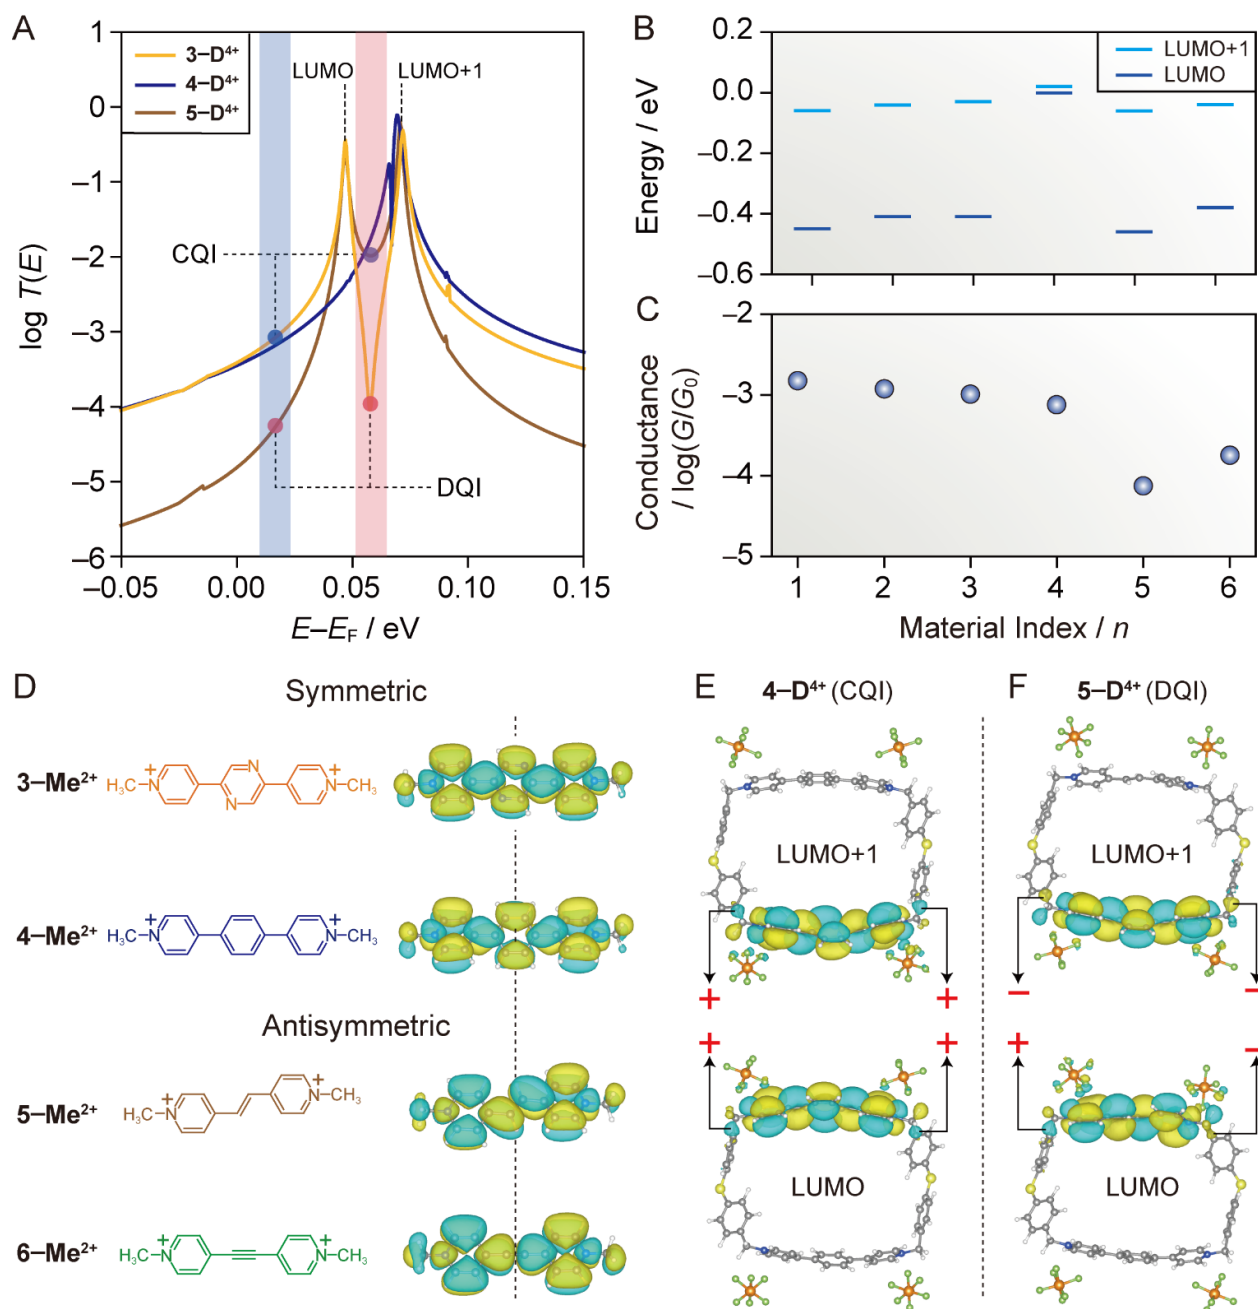 A
3–D⁴⁺
4–D⁴⁺
5–D⁴⁺
LUMO
LUMO+1
CQI
DQI
1
0
–1
–2
–3
–4
–5
–6
log T(E)
–0.05
0.00
0.05
0.10
0.15
E–E_F / eV
B
LUMO+1
LUMO
0.2
0.0
–0.2
–0.4
–0.6
Energy / eV
C
–2
–3
–4
–5
Conductance
/ log(G/G₀)
1
2
3
4
5
6
Material Index / n
D
Symmetric
3–Me²⁺
H₃C
N
+
N
N
N
+
CH₃
4–Me²⁺
H₃C
N
+
N
+
CH₃
Antisymmetric
5–Me²⁺
H₃C
N
+
N
+
CH₃
6–Me²⁺
H₃C
N
+
N
+
CH₃
E
4–D⁴⁺ (CQI)
LUMO+1
+
+
+
+
LUMO
F
5–D⁴⁺ (DQI)
LUMO+1
–
–
+
–
LUMO